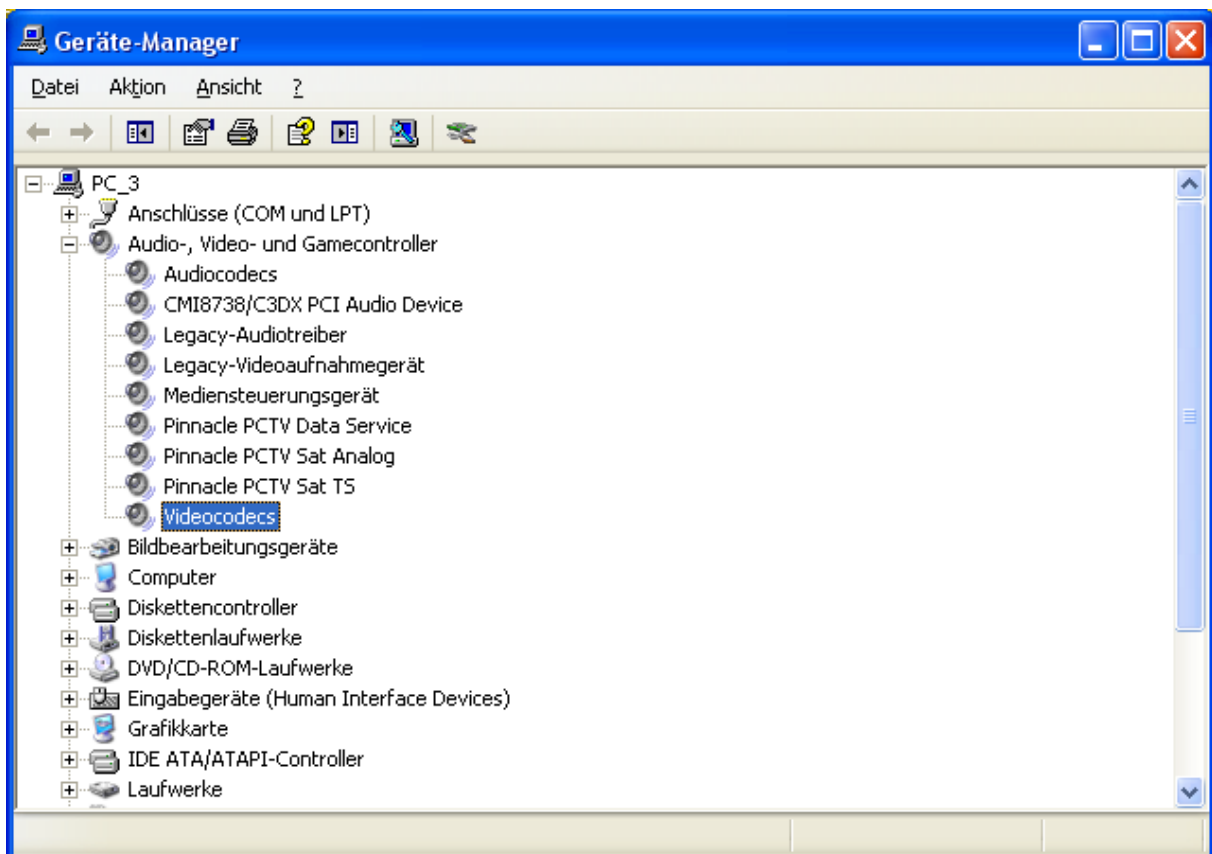 Geräte-Manager
Datei Aktion Ansicht ?
PC_3
Anschlüsse (COM und LPT)
Audio-, Video- und Gamecontroller
Audiocodecs
CMI8738/C3DX PCI Audio Device
Legacy-Audiotreiber
Legacy-Videoaufnahmegerät
Mediensteuerungsgerät
Pinnacle PCTV Data Service
Pinnacle PCTV Sat Analog
Pinnacle PCTV Sat TS
Videocodecs
Bildbearbeitungsgeräte
Computer
Diskettencontroller
Diskettenlaufwerke
DVD/CD-ROM-Laufwerke
Eingabegeräte (Human Interface Devices)
Grafikkarte
IDE ATA/ATAPI-Controller
Laufwerke